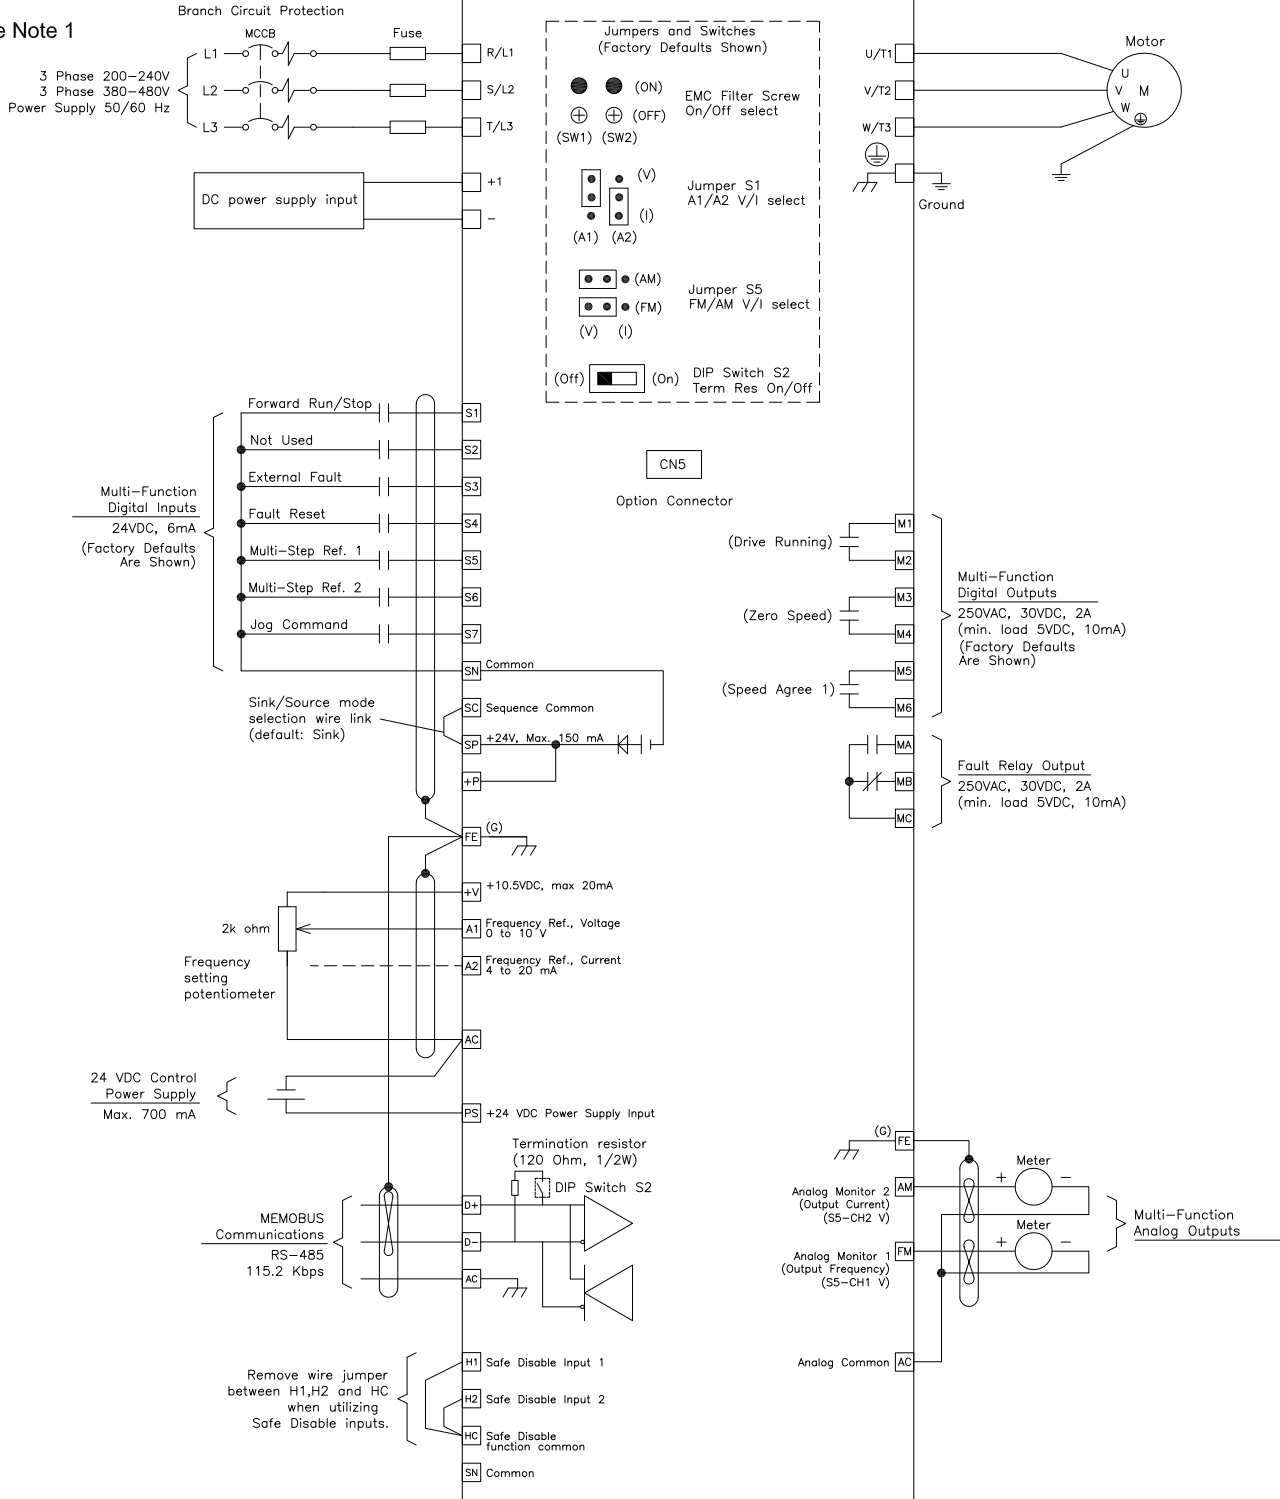 Branch Circuit Protection
e Note 1
MCCB
Fuse
L1
R/L1
3 Phase 200-240V
3 Phase 380-480V
Power Supply 50/60 Hz
L2
S/L2
L3
T/L3
DC power supply input
+1
-
Jumpers and Switches
(Factory Defaults Shown)
(ON)
(OFF)
(SW1) (SW2)
EMC Filter Screw
On/Off select
(V)
(I)
(A1) (A2)
Jumper S1
A1/A2 V/I select
(AM)
(FM)
(V) (I)
Jumper S5
FM/AM V/I select
(Off)
(On)
DIP Switch S2
Term Res On/Off
U/T1
V/T2
W/T3
Motor
U
V M
W
Ground
Forward Run/Stop
S1
Not Used
S2
External Fault
S3
Fault Reset
S4
Multi-Step Ref. 1
S5
Multi-Step Ref. 2
S6
Jog Command
S7
Multi-Function
Digital Inputs
24VDC, 6mA
(Factory Defaults
Are Shown)
SN
Common
Sink/Source mode
selection wire link
(default: Sink)
SC
Sequence Common
SP
+24V, Max. 150 mA
+P
FE
(G)
CN5
Option Connector
(Drive Running)
M1
M2
(Zero Speed)
M3
M4
(Speed Agree 1)
M5
M6
Multi-Function
Digital Outputs
250VAC, 30VDC, 2A
(min. load 5VDC, 10mA)
(Factory Defaults
Are Shown)
MA
MB
MC
Fault Relay Output
250VAC, 30VDC, 2A
(min. load 5VDC, 10mA)
+V
+10.5VDC, max 20mA
2k ohm
A1
Frequency Ref., Voltage
0 to 10 V
A2
Frequency Ref., Current
4 to 20 mA
Frequency
setting
potentiometer
AC
24 VDC Control
Power Supply
Max. 700 mA
PS
+24 VDC Power Supply Input
Termination resistor
(120 Ohm, 1/2W)
DIP Switch S2
D+
D-
AC
MEMOBUS
Communications
RS-485
115.2 Kbps
(G)
FE
Meter
+ -
AM
Analog Monitor 2
(Output Current)
(S5-CH2 V)
Meter
+ -
FM
Analog Monitor 1
(Output Frequency)
(S5-CH1 V)
Multi-Function
Analog Outputs
Analog Common
AC
Remove wire jumper
between H1,H2 and HC
when utilizing
Safe Disable inputs.
H1
Safe Disable Input 1
H2
Safe Disable Input 2
HC
Safe Disable
function common
SN
Common